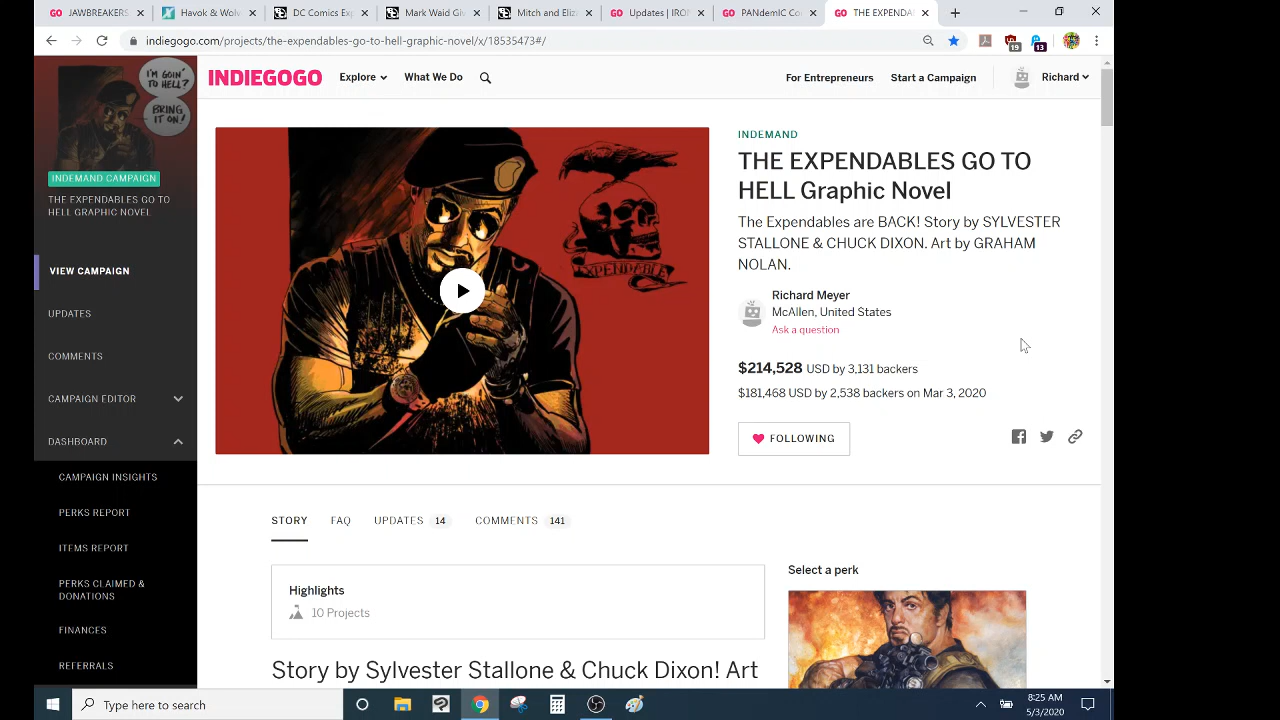 JAWBREAKERS
Havok & Wolv
DC Comics Exp
Mark Waid Giv
Mitch and Eliz
Updates | IRON
PANdemIC Co
THE EXPENDA
indiegogo.com/projects/the-expendables-go-to-hell-graphic-novel/x/18535473#/
19
13
I'M GOIN' TO HELL?
BRING IT ON!
INDEMAND CAMPAIGN
THE EXPENDABLES GO TO
HELL GRAPHIC NOVEL
VIEW CAMPAIGN
UPDATES
COMMENTS
CAMPAIGN EDITOR
DASHBOARD
CAMPAIGN INSIGHTS
PERKS REPORT
ITEMS REPORT
PERKS CLAIMED &
DONATIONS
FINANCES
REFERRALS
INDIEGOGO
Explore
What We Do
For Entrepreneurs
Start a Campaign
Richard
EXPENDABLE
INDEMAND
THE EXPENDABLES GO TO
HELL Graphic Novel
The Expendables are BACK! Story by SYLVESTER
STALLONE & CHUCK DIXON. Art by GRAHAM
NOLAN.
Richard Meyer
McAllen, United States
Ask a question
$214,528 USD by 3,131 backers
$181,468 USD by 2,538 backers on Mar 3, 2020
FOLLOWING
STORY
FAQ
UPDATES 14
COMMENTS 141
Highlights
10 Projects
Select a perk
Story by Sylvester Stallone & Chuck Dixon! Art
Type here to search
8:25 AM
5/3/2020